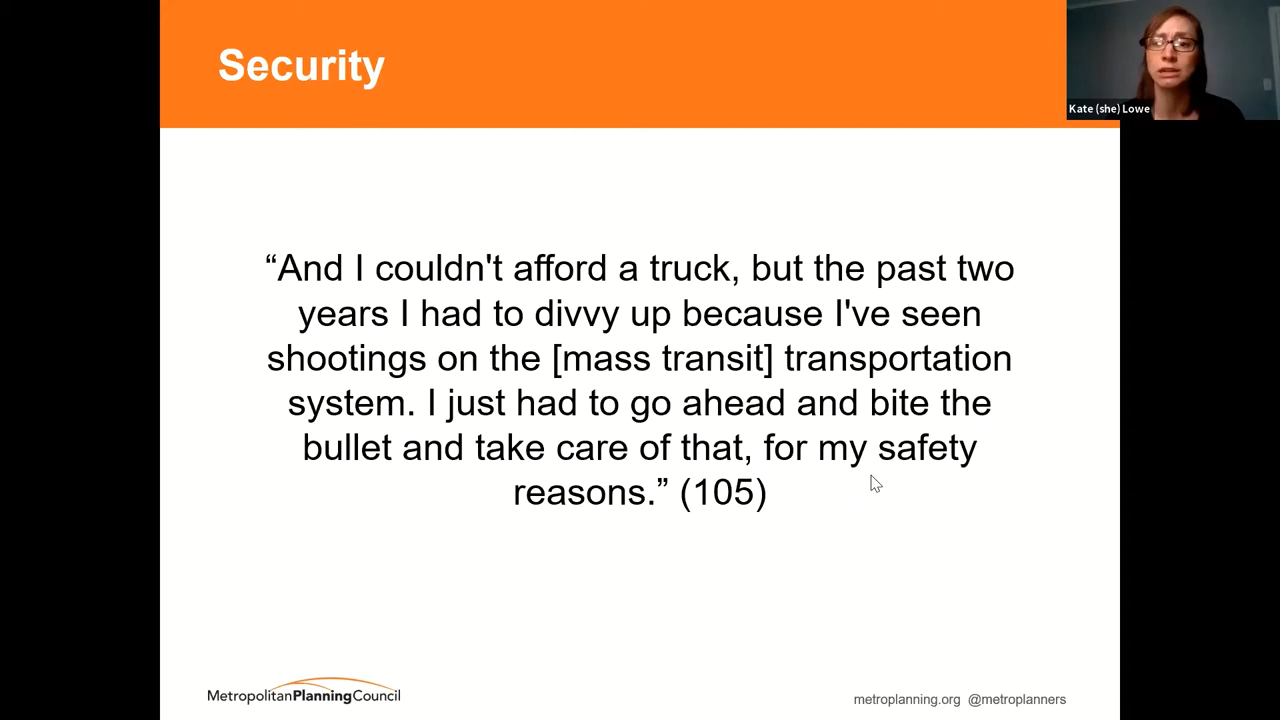 Security
Kate (she) Lowe
“And I couldn't afford a truck, but the past two
years I had to divvy up because I've seen
shootings on the [mass transit] transportation
system. I just had to go ahead and bite the
bullet and take care of that, for my safety
reasons.” (105)
MetropolitanPlanningCouncil
metroplanning.org @metroplanners